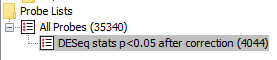 Probe Lists
All Probes (35340)
DESeq stats p<0.05 after correction (4044)